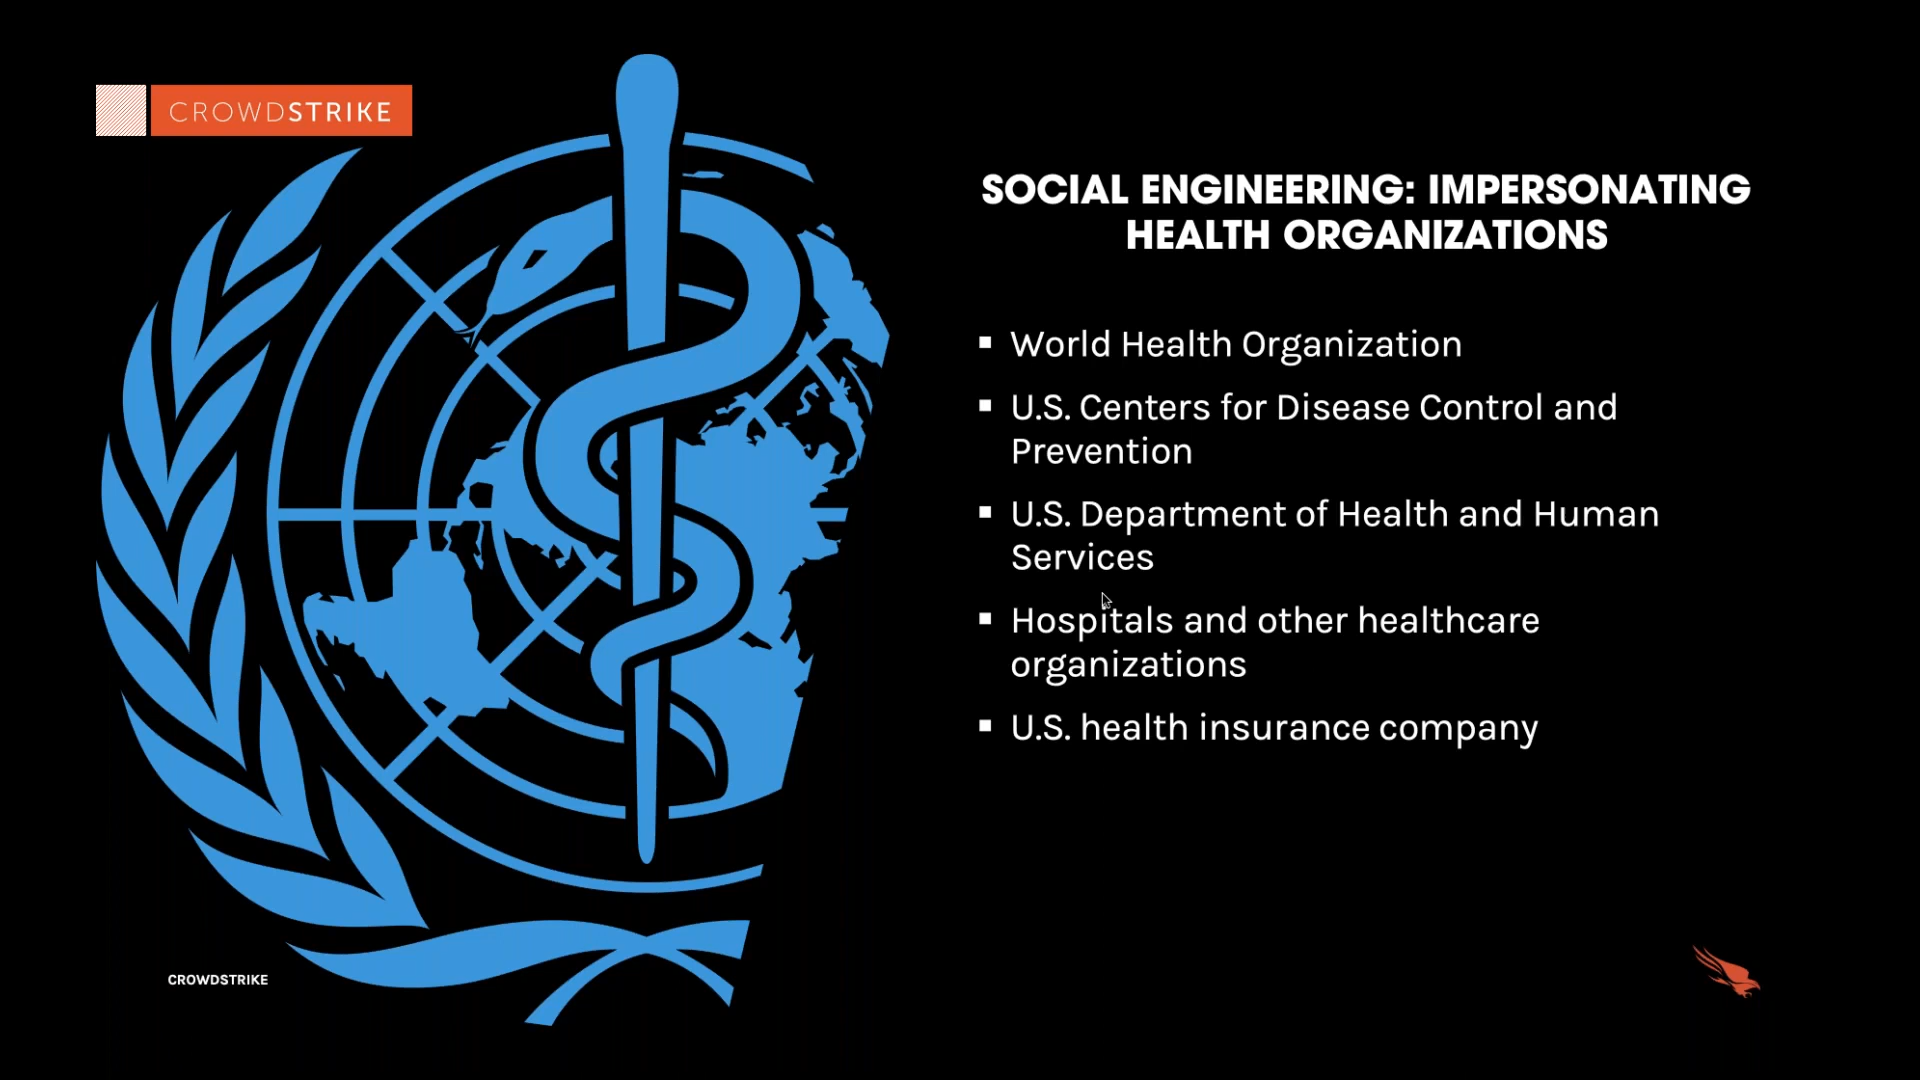 CROWDSTRIKE
SOCIAL ENGINEERING: IMPERSONATING
HEALTH ORGANIZATIONS
▪ World Health Organization
▪ U.S. Centers for Disease Control and
Prevention
▪ U.S. Department of Health and Human
Services
▪ Hospitals and other healthcare
organizations
▪ U.S. health insurance company
CROWDSTRIKE